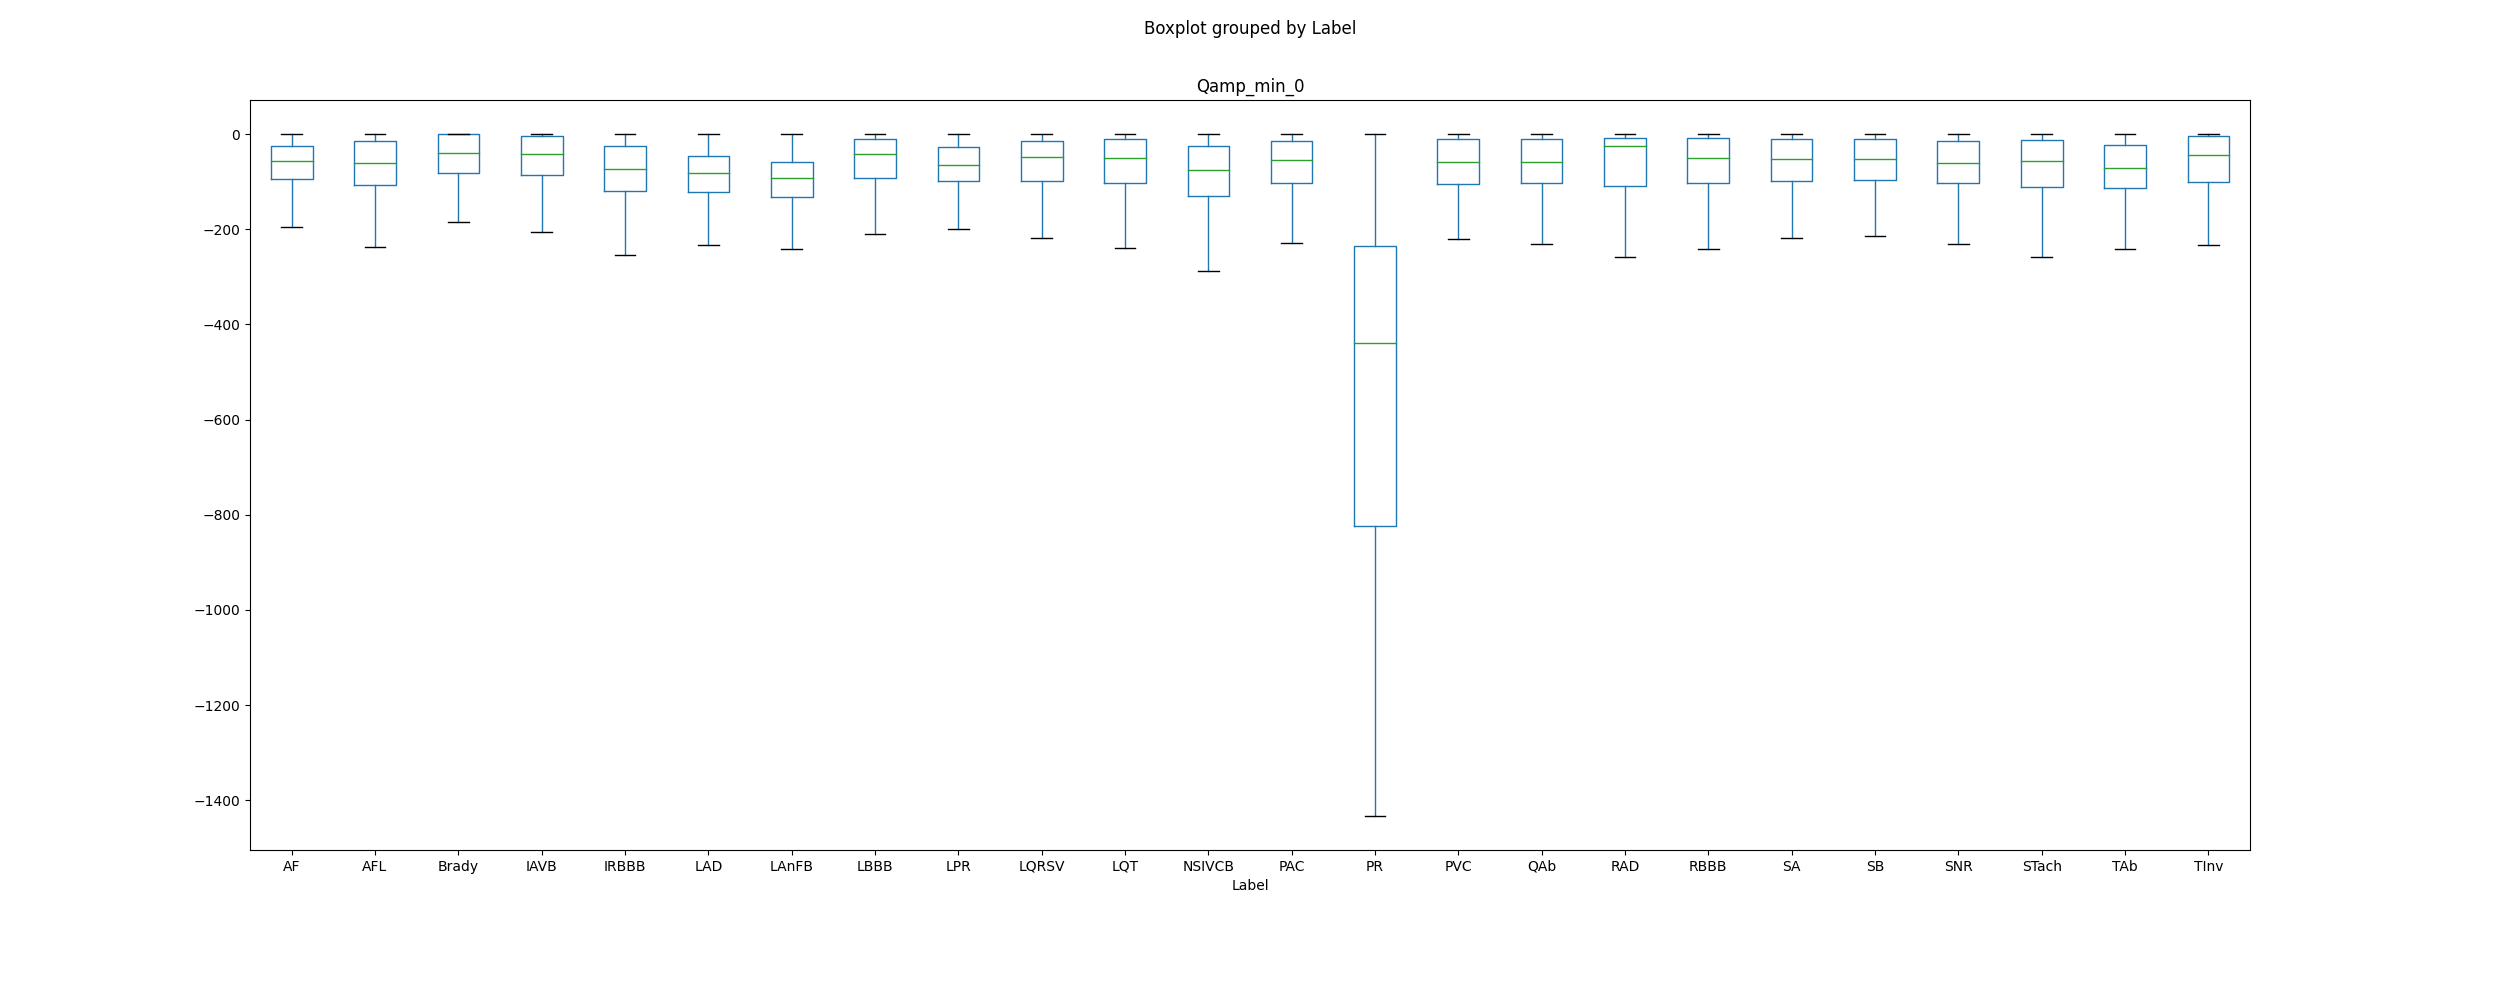 Boxplot grouped by Label
Qamp_min_0
0
−200
−400
−600
−800
−1000
−1200
−1400
AF AFL Brady IAVB IRBBB LAD LAnFB LBBB LPR LQRSV LQT NSIVCB PAC PR PVC QAb RAD RBBB SA SB SNR STach TAb TInv
Label